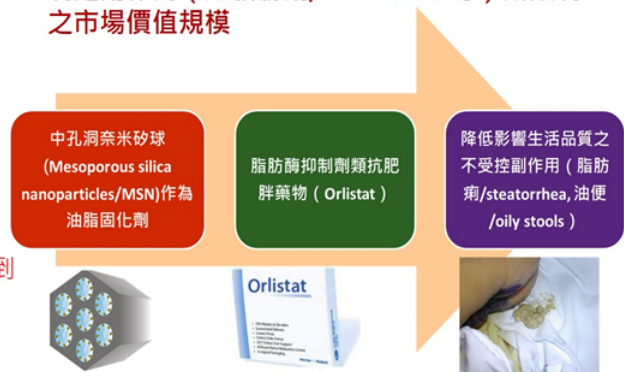 之市場價值規模
中孔洞奈米矽球
(Mesoporous silica
nanoparticles/MSN)作為
油脂固化劑
脂肪酶抑制劑類抗肥
胖藥物(Orlistat)
降低影響生活品質之
不受控副作用(脂肪
痢/steatorrhea, 油便
/oily stools)
到
Orlistat